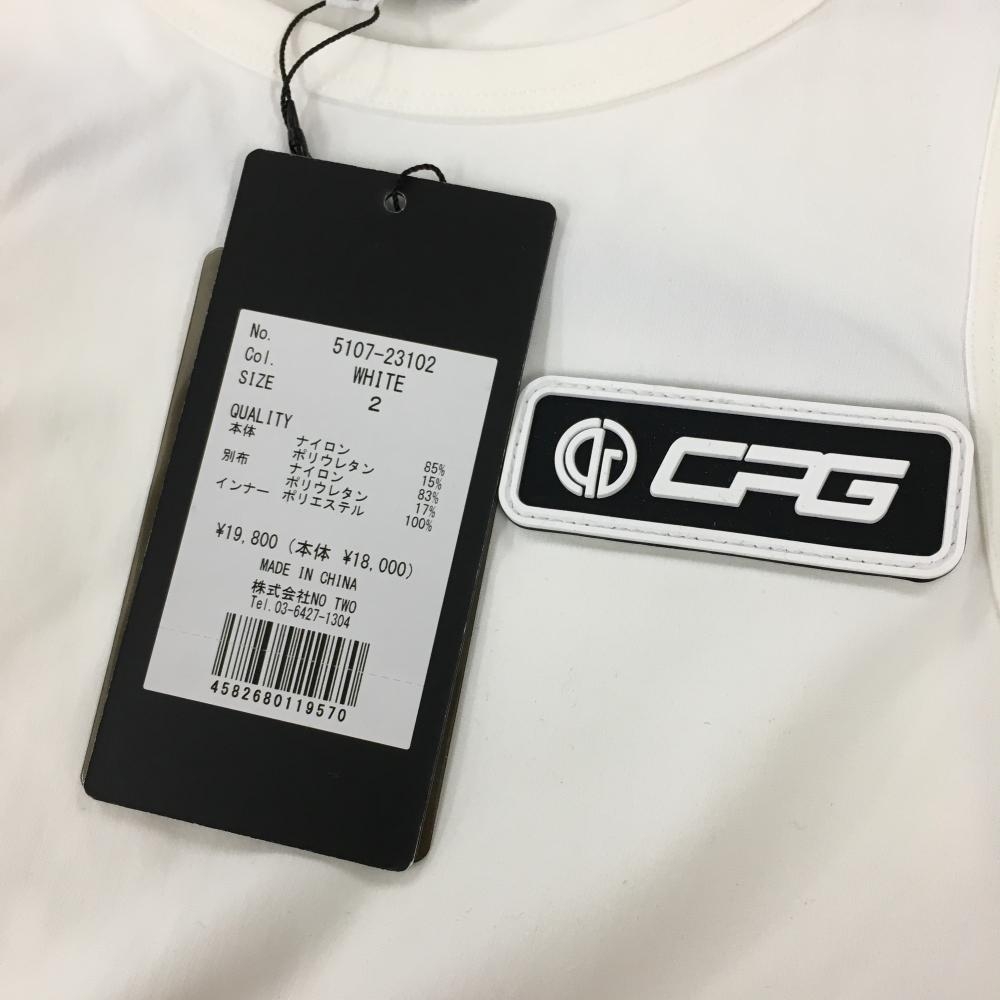 No. 5107-23102
Col. WHITE
SIZE 2
QUALITY
本体 ナイロン 85%
ポリウレタン 15%
別布 ナイロン 83%
ポリウレタン 17%
インナー ポリエステル 100%
¥19,800 (本体 ¥18,000)
MADE IN CHINA
株式会社NO TWO
Tel.03-6427-1304
4582680119570
CPG